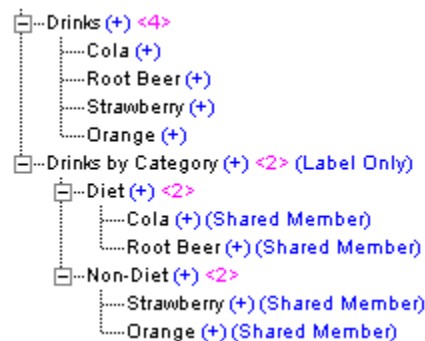 Drinks (+) <4>
Cola (+)
Root Beer (+)
Strawberry (+)
Orange (+)
Drinks by Category (+) <2> (Label Only)
Diet (+) <2>
Cola (+) (Shared Member)
Root Beer (+) (Shared Member)
Non-Diet (+) <2>
Strawberry (+) (Shared Member)
Orange (+) (Shared Member)